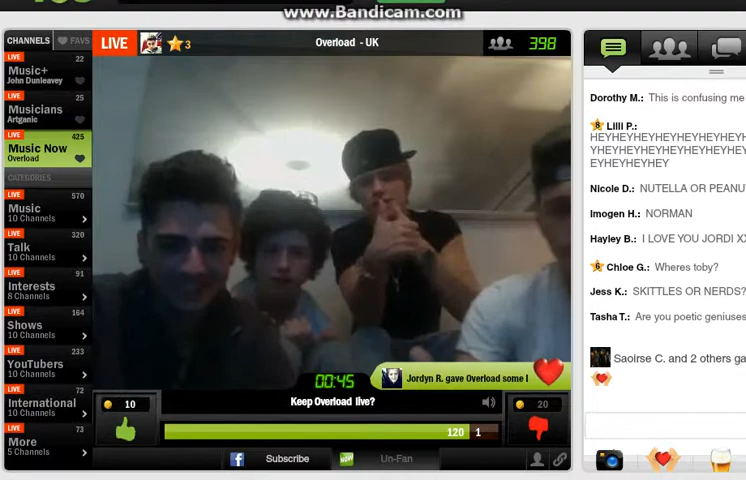 www.Bandicam.com
CHANNELS
FAVS
LIVE
3
Overload - UK
398
LIVE 22
Music+
John Dunleavey
LIVE 25
Musicians
Artganic
LIVE 425
Music Now
Overload
CATEGORIES
LIVE 570
Music
10 Channels
LIVE 320
Talk
10 Channels
LIVE 91
Interests
8 Channels
LIVE 164
Shows
10 Channels
LIVE 233
YouTubers
10 Channels
LIVE 72
International
10 Channels
LIVE 73
More
5 Channels
00:45
Jordyn R. gave Overload some l
10
Keep Overload live?
20
120 1
Subscribe
NOW
Un-Fan
Dorothy M.: This is confusing me
8 Lilli P.:
HEYHEYHEYHEYHEYHEYH
YHEYHEYHEYHEYHEYHEYH
EYHEYHEYHEY
Nicole D.: NUTELLA OR PEANU
Imogen H.: NORMAN
Hayley B.: I LOVE YOU JORDI XX
6 Chloe G.: Wheres toby?
Jess K.: SKITTLES OR NERDS?
Tasha T.: Are you poetic geniuses
Saoirse C. and 2 others ga